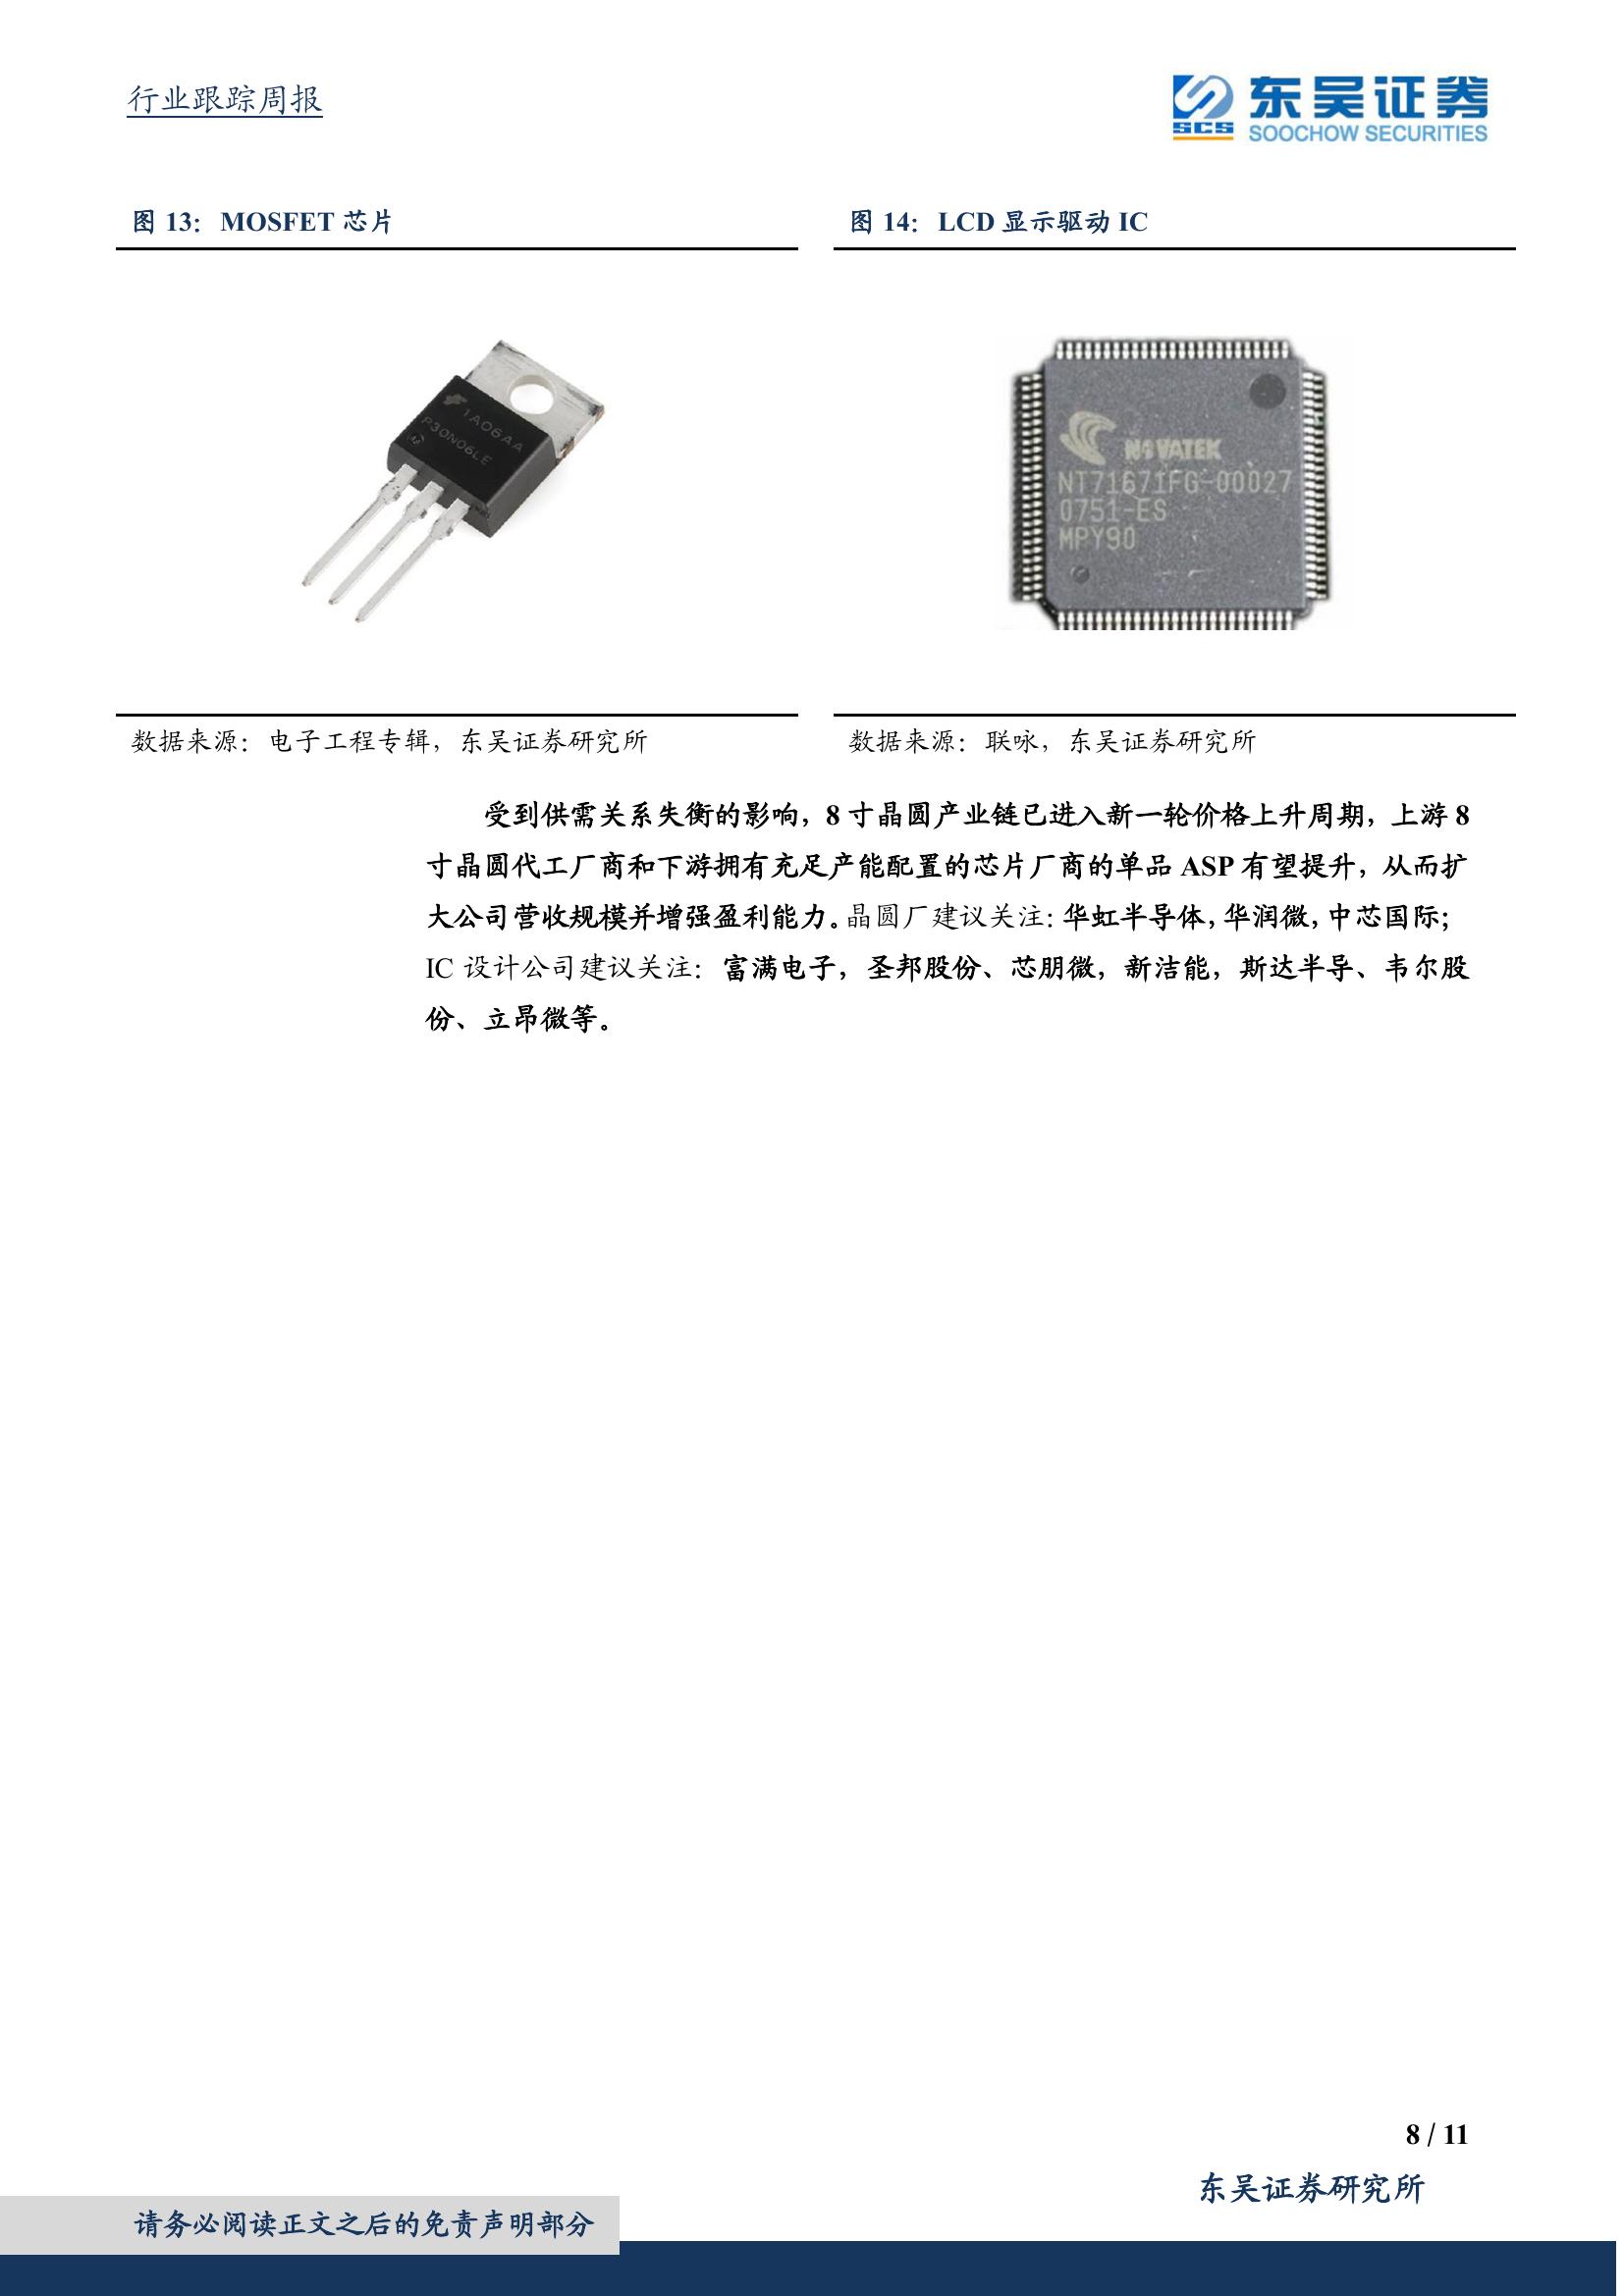 行业跟踪周报
SCS
东吴证券
SOOCHOW SECURITIES
图 13： MOSFET 芯片
1A06AA
P30N06LE
数据来源：电子工程专辑，东吴证券研究所
图 14： LCD 显示驱动 IC
NOVATEK
NT71671FG-00027
0751-ES
MPY90
数据来源：联咏，东吴证券研究所
受到供需关系失衡的影响，8 寸晶圆产业链已进入新一轮价格上升周期，上游 8
寸晶圆代工厂商和下游拥有充足产能配置的芯片厂商的单品 ASP 有望提升，从而扩
大公司营收规模并增强盈利能力。晶圆厂建议关注：华虹半导体，华润微，中芯国际；
IC 设计公司建议关注：富满电子，圣邦股份、芯朋微，新洁能，斯达半导、韦尔股
份、立昂微等。
8 / 11
东吴证券研究所
请务必阅读正文之后的免责声明部分